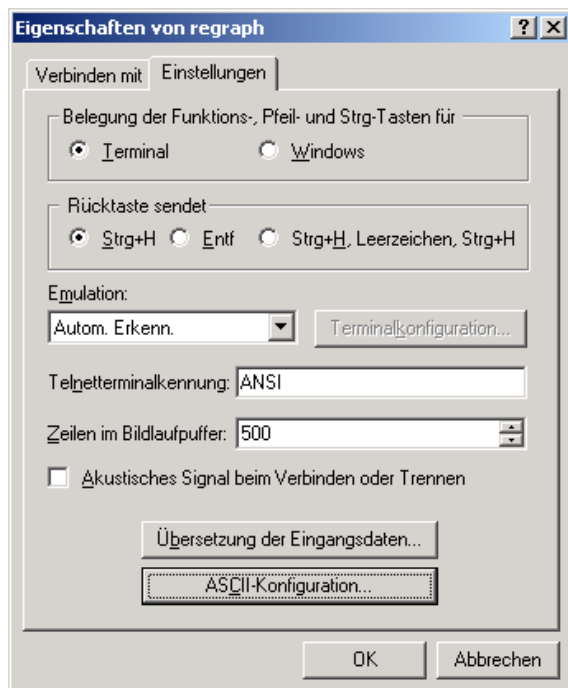 Eigenschaften von regraph
Verbinden mit Einstellungen
Belegung der Funktions-, Pfeil- und Strg-Tasten für
Terminal Windows
Rücktaste sendet
Strg+H Entf Strg+H, Leerzeichen, Strg+H
Emulation:
Autom. Erkenn. Terminalkonfiguration...
Telnetterminalkennung: ANSI
Zeilen im Bildlaufpuffer: 500
Akustisches Signal beim Verbinden oder Trennen
Übersetzung der Eingangsdaten...
ASCII-Konfiguration...
OK Abbrechen